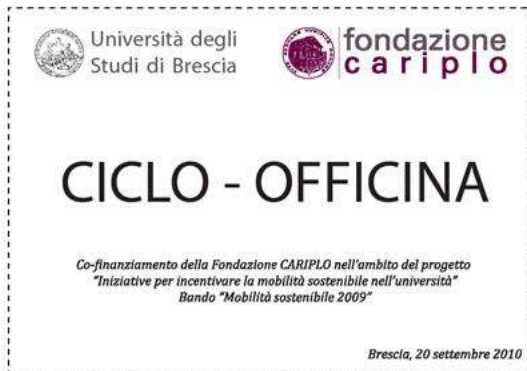 Università degli
Studi di Brescia
fondazione
cariplo
CICLO - OFFICINA
Co-finanziamento della Fondazione CARIPLO nell'ambito del progetto
"Iniziative per incentivare la mobilità sostenibile nell'università"
Bando "Mobilità sostenibile 2009"
Brescia, 20 settembre 2010